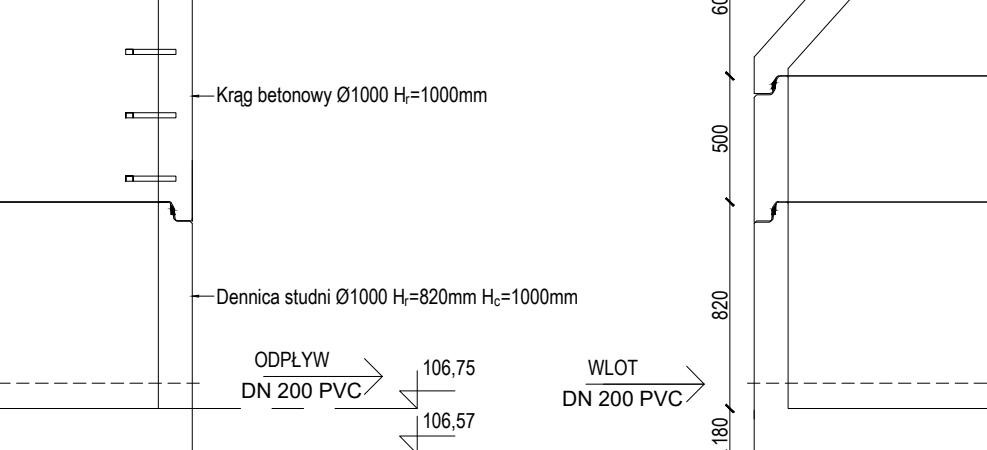 60
Krąg betonowy Ø1000 Hr=1000mm
500
Dennica studni Ø1000 Hr=820mm Hc=1000mm
820
ODPŁYW
DN 200 PVC
106,75
WLOT
DN 200 PVC
106,57
180